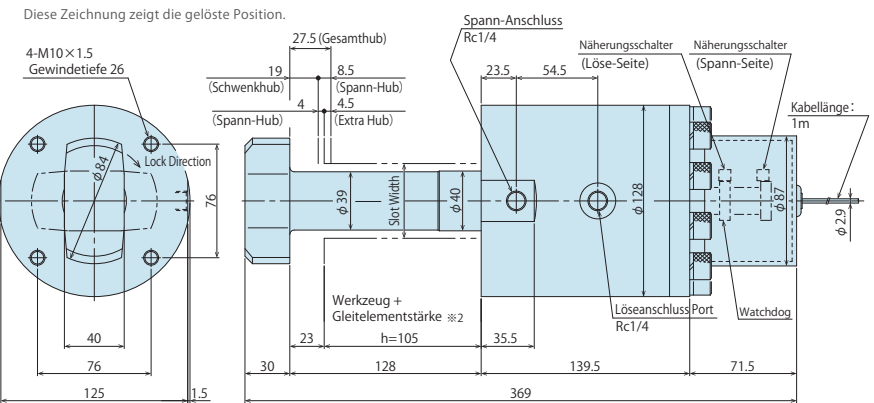 Diese Zeichnung zeigt die gelöste Position.
4-M10×1.5
Gewindetiefe 26
27.5 (Gesamthub)
19
(Schwenkhub)
8.5
(Spann-Hub)
4
(Spann-Hub)
4.5
(Extra Hub)
Spann-Anschluss
Rc1/4
23.5
54.5
Näherungsschalter
(Löse-Seite)
Näherungsschalter
(Spann-Seite)
Kabellänge:
1m
Lock Direction
φ84
76
φ39
Slot Width
φ40
φ128
φ87
φ2.9
Werkzeug +
Gleitelementstärke ※2
Löseanschluss Port
Rc1/4
Watchdog
40
76
125
1.5
23
h=105
35.5
30
128
139.5
71.5
369